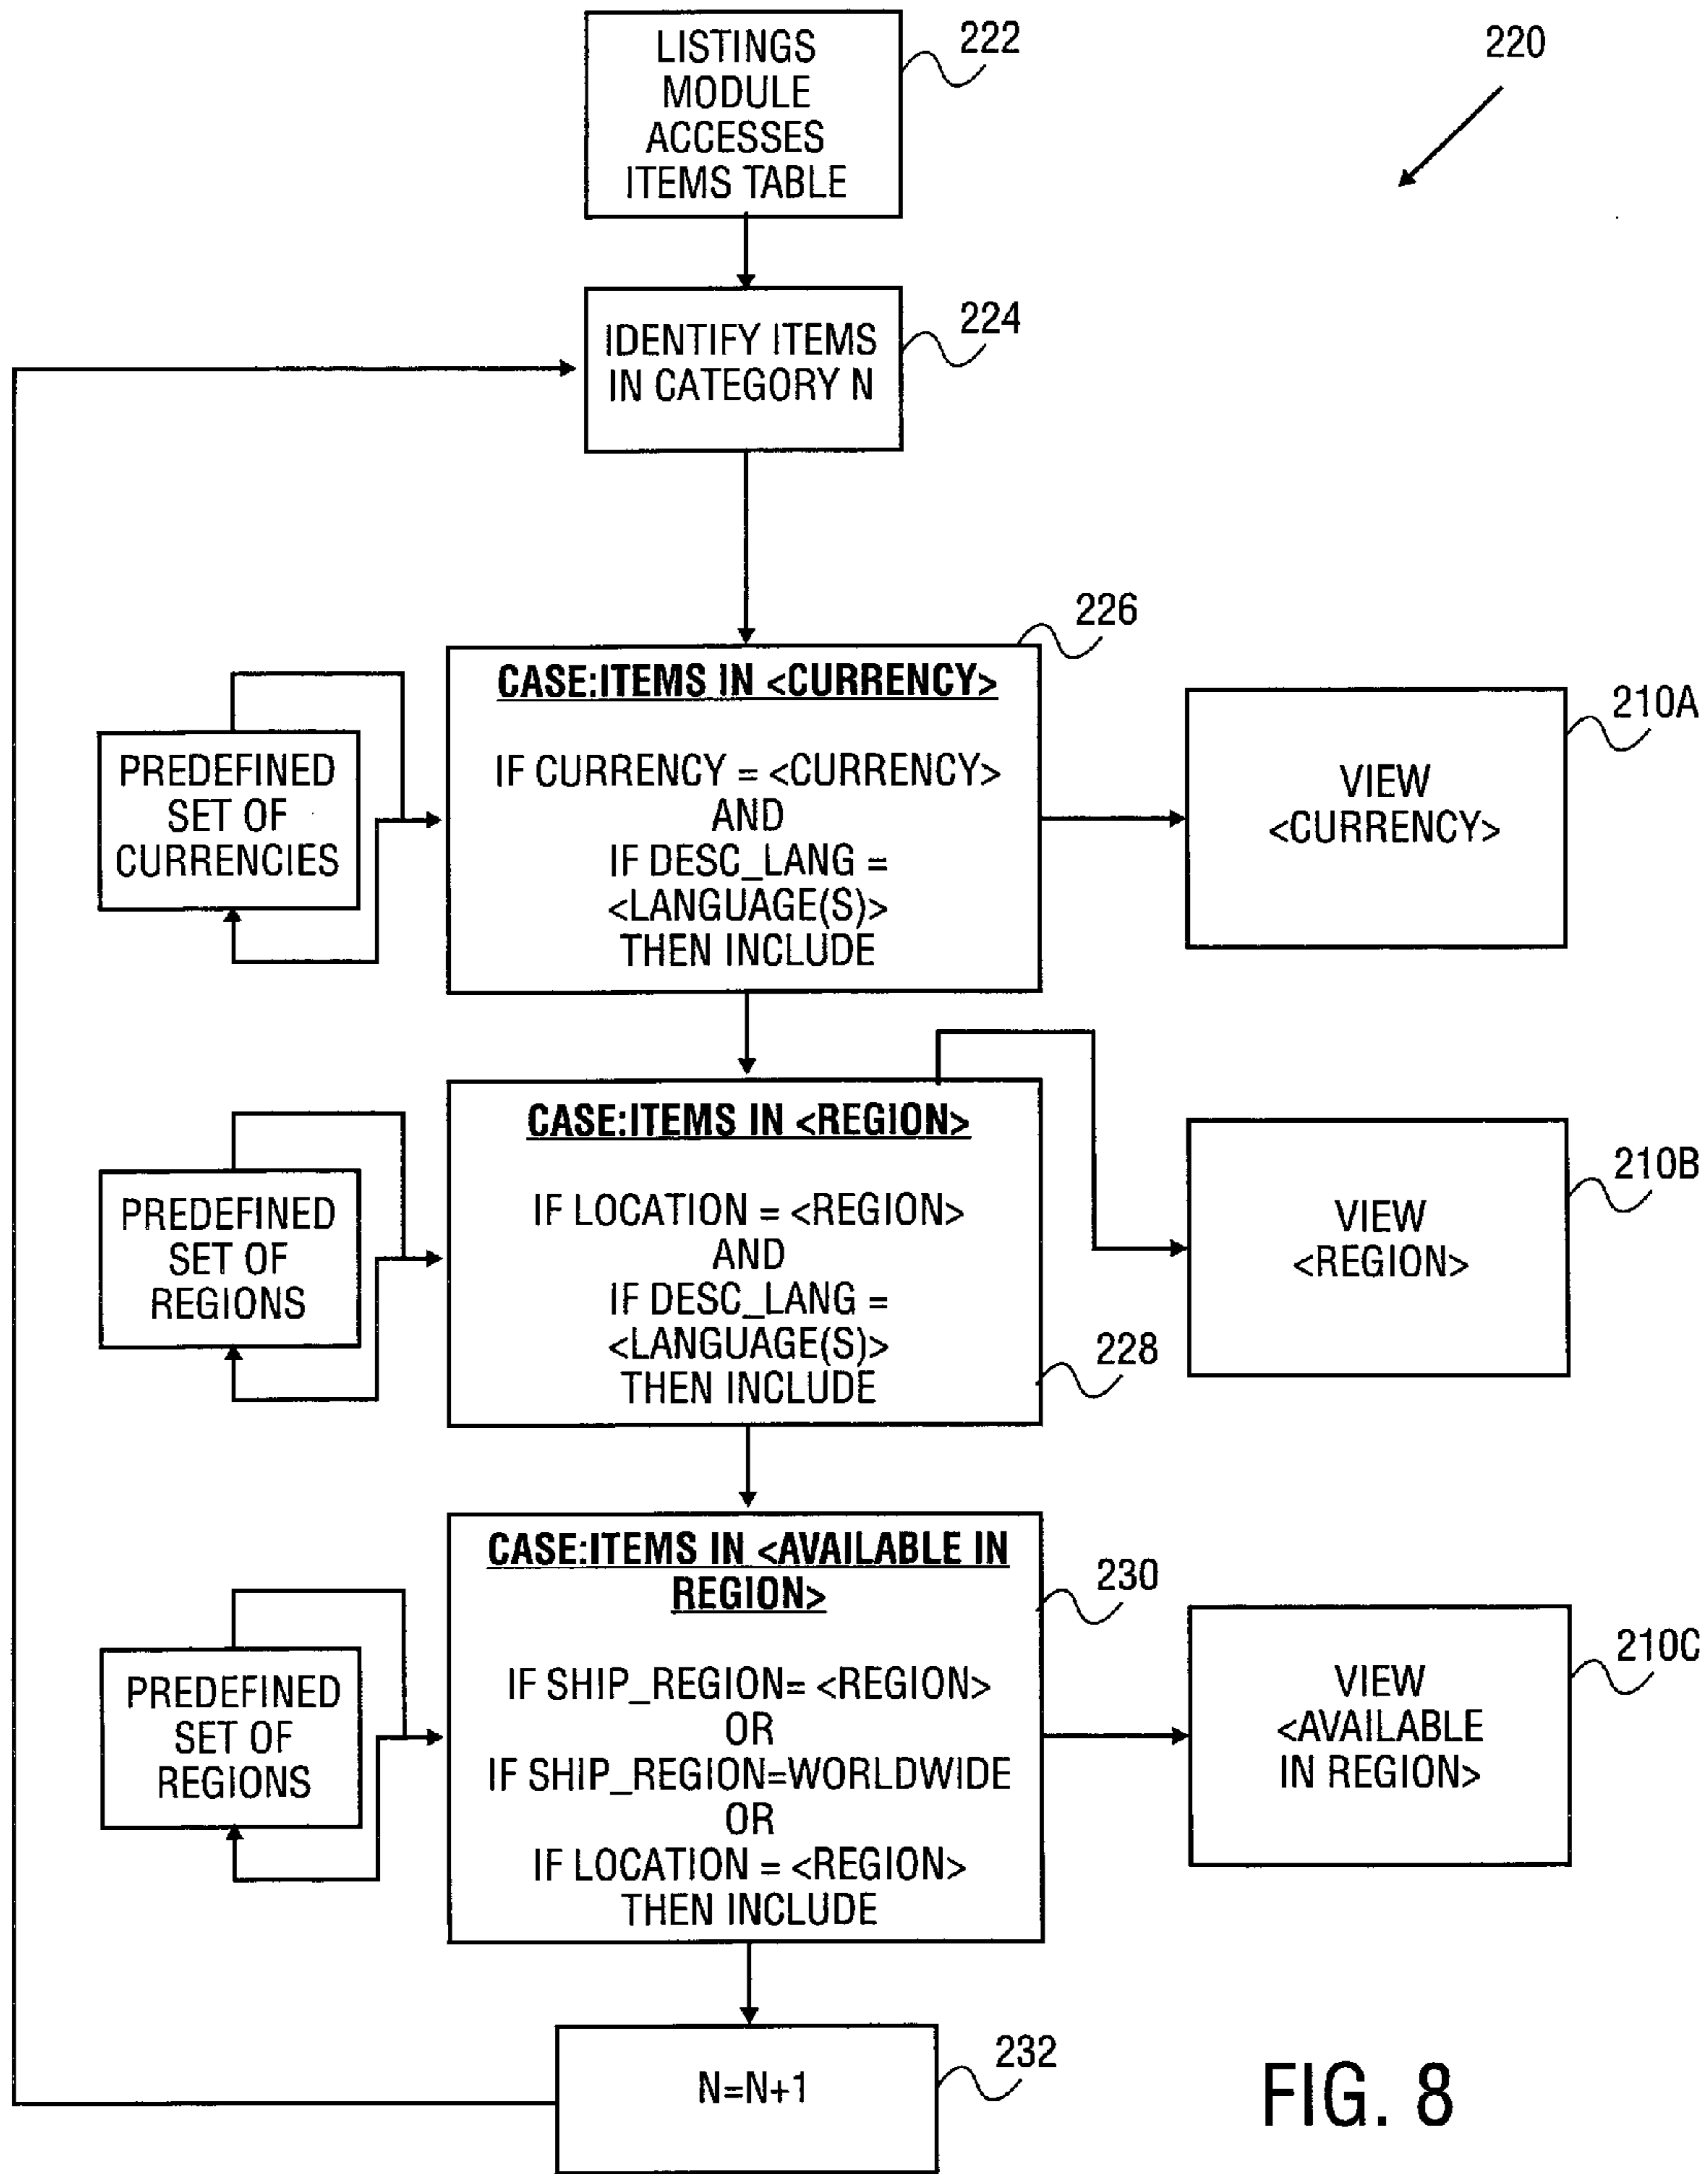 LISTINGS
MODULE
ACCESSES
ITEMS TABLE
222
220
IDENTIFY ITEMS
IN CATEGORY N
224
226
CASE:ITEMS IN <CURRENCY>
IF CURRENCY = <CURRENCY>
AND
IF DESC_LANG =
<LANGUAGE(S)>
THEN INCLUDE
PREDEFINED
SET OF
CURRENCIES
210A
VIEW
<CURRENCY>
CASE:ITEMS IN <REGION>
IF LOCATION = <REGION>
AND
IF DESC_LANG =
<LANGUAGE(S)>
THEN INCLUDE
228
PREDEFINED
SET OF
REGIONS
210B
VIEW
<REGION>
CASE:ITEMS IN <AVAILABLE IN
REGION>
IF SHIP_REGION= <REGION>
OR
IF SHIP_REGION=WORLDWIDE
OR
IF LOCATION = <REGION>
THEN INCLUDE
230
PREDEFINED
SET OF
REGIONS
210C
VIEW
<AVAILABLE
IN REGION>
N=N+1
232
FIG. 8